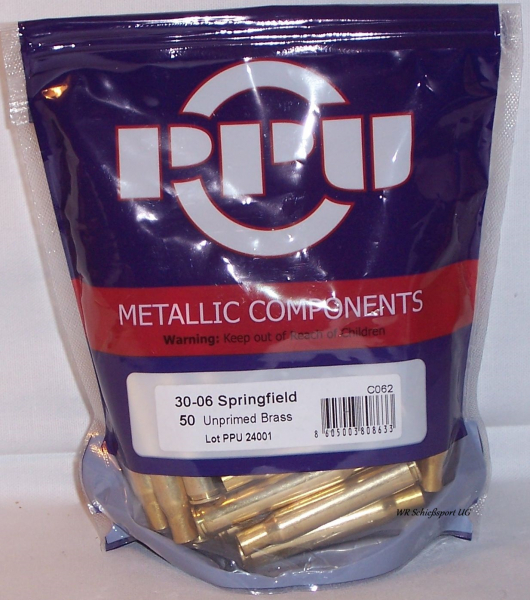 PPU
METALLIC COMPONENTS
Warning: Keep out of Reach of Children
30-06 Springfield
C062
50 Unprimed Brass
Lot PPU 24001
8 605003 808633
WR Schießsport UG